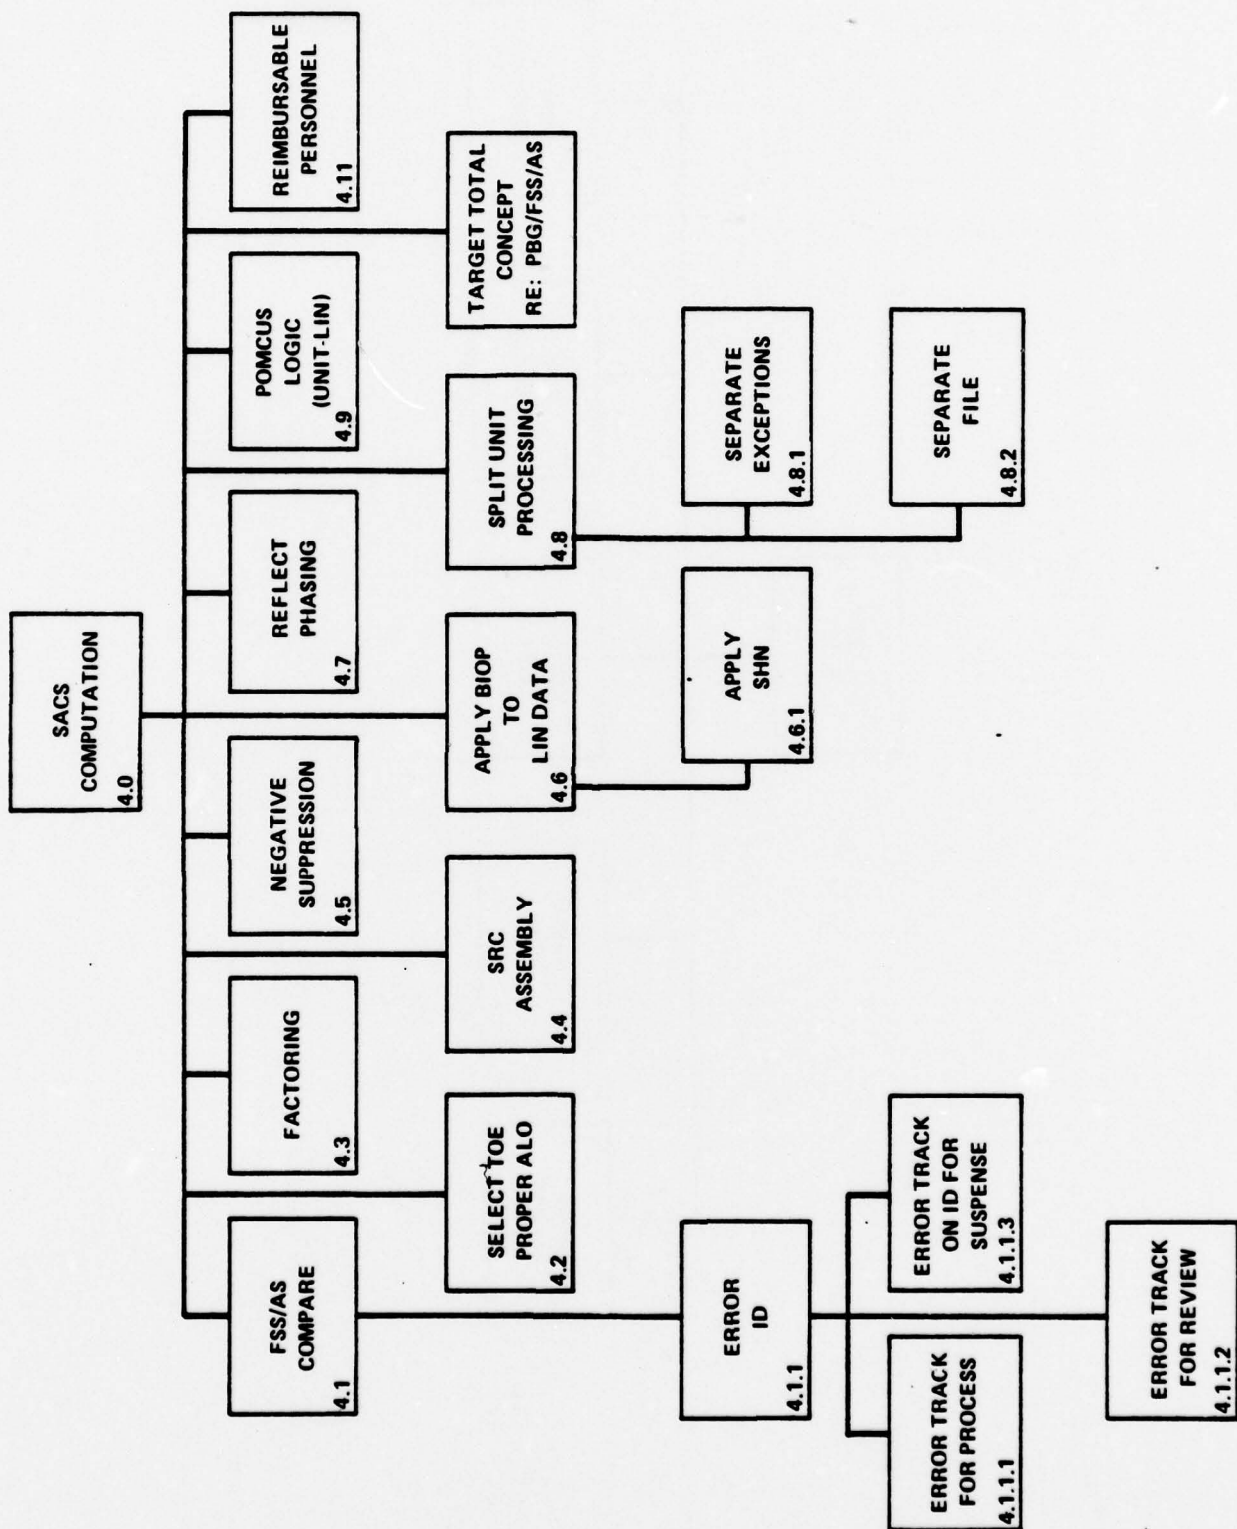 SACS
COMPUTATION
4.0
FSS/AS
COMPARE
4.1
SELECT TOE
PROPER ALO
4.2
FACTORING
4.3
SRC
ASSEMBLY
4.4
NEGATIVE
SUPPRESSION
4.5
APPLY BIOP
TO
LIN DATA
4.6
REFLECT
PHASING
4.7
SPLIT UNIT
PROCESSING
4.8
POMCUS
LOGIC
(UNIT-LIN)
4.9
TARGET TOTAL
CONCEPT
RE: PBG/FSS/AS
REIMBURSABLE
PERSONNEL
4.11
ERROR
ID
4.1.1
APPLY
SHN
4.6.1
SEPARATE
EXCEPTIONS
4.8.1
SEPARATE
FILE
4.8.2
ERROR TRACK
FOR PROCESS
4.1.1.1
ERROR TRACK
ON ID FOR
SUSPENSE
4.1.1.3
ERROR TRACK
FOR REVIEW
4.1.1.2